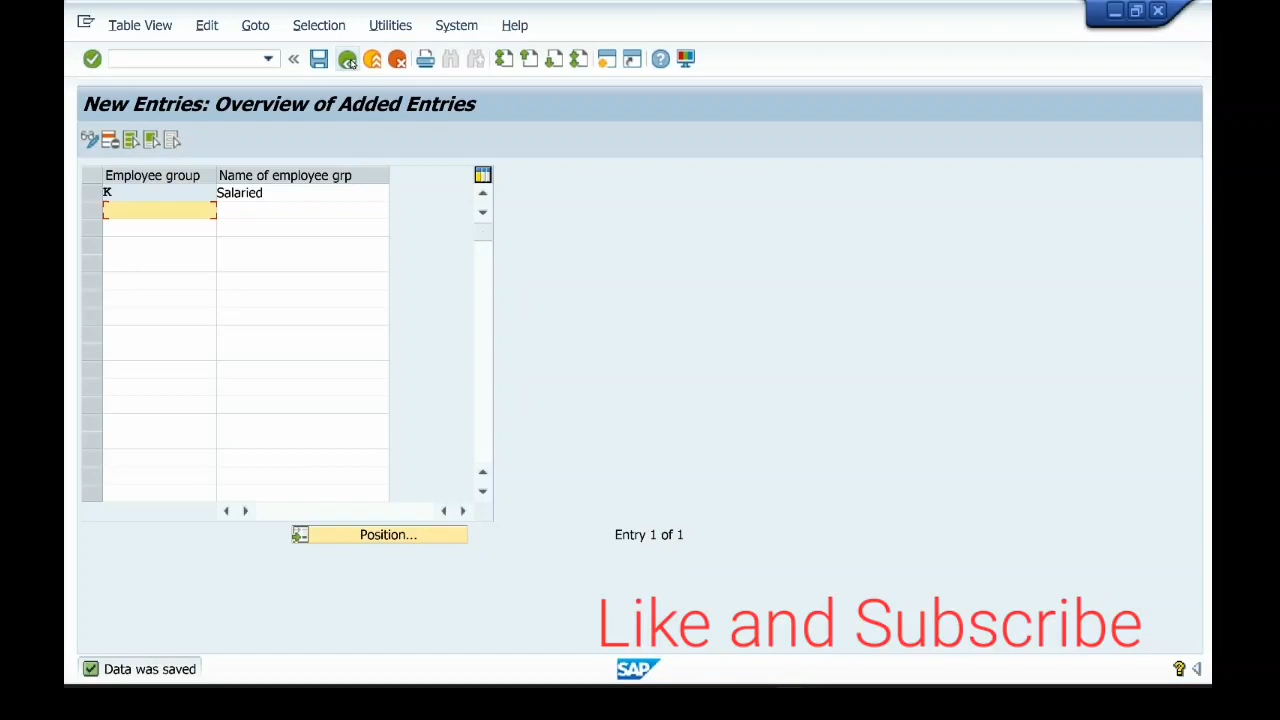 Table View Edit Goto Selection Utilities System Help
New Entries: Overview of Added Entries
Employee group Name of employee grp
K Salaried
Position... Entry 1 of 1
Like and Subscribe
Data was saved SAP